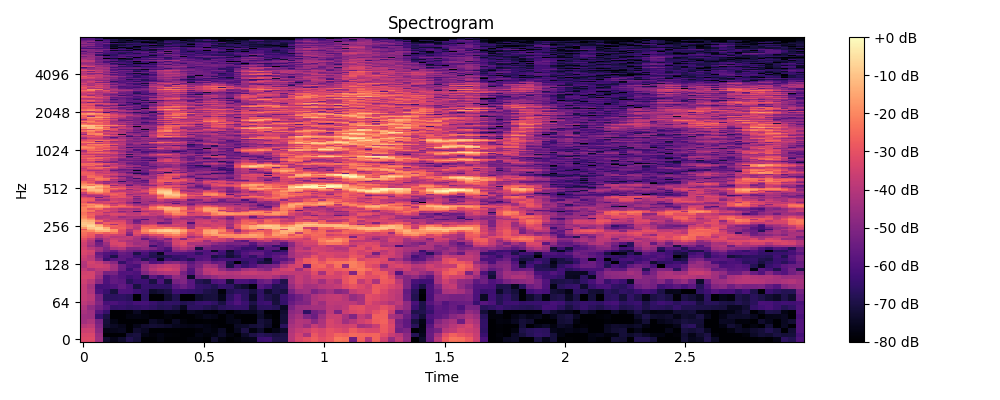 Spectrogram
Hz
4096
2048
1024
512
256
128
64
0
0
0.5
1
1.5
2
2.5
Time
+0 dB
-10 dB
-20 dB
-30 dB
-40 dB
-50 dB
-60 dB
-70 dB
-80 dB